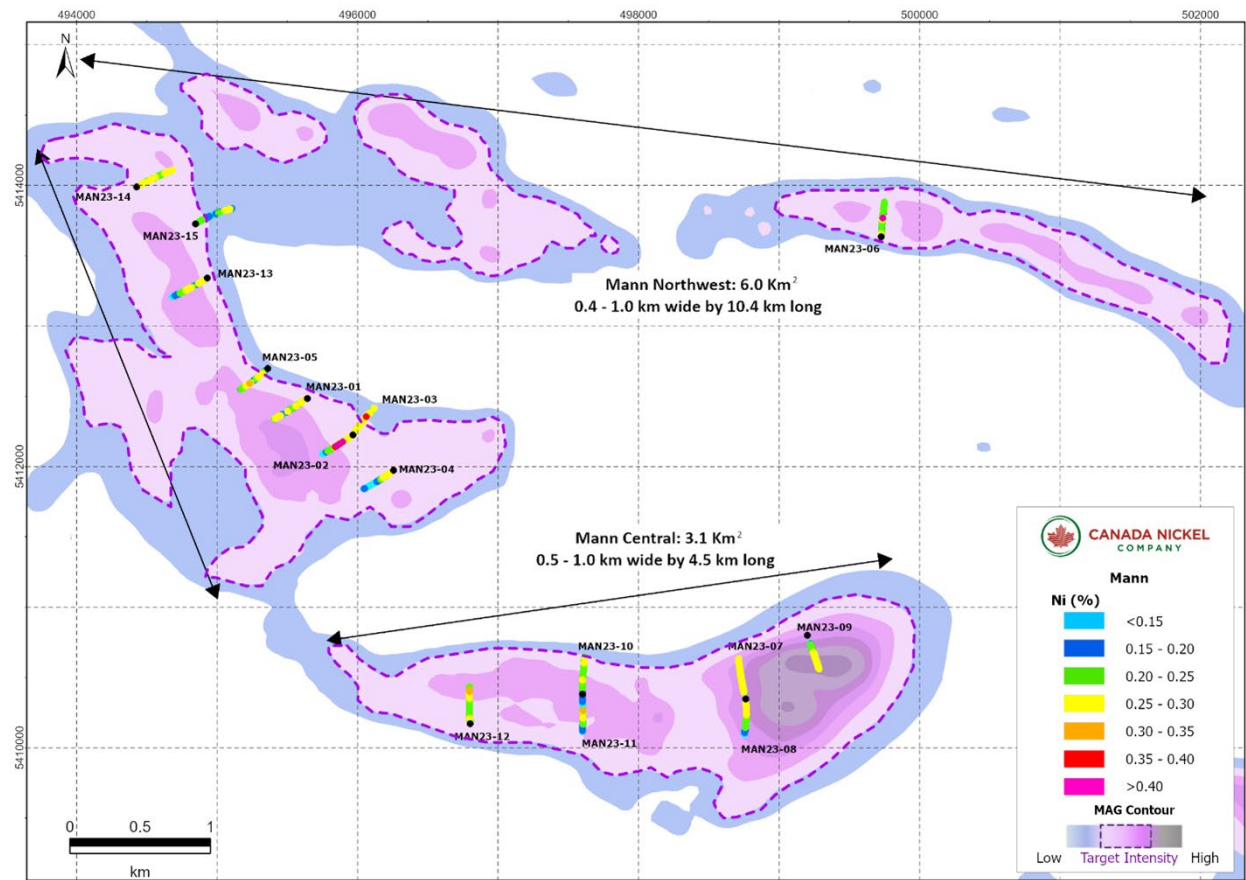 494000 496000 498000 500000 502000
N
5414000
MAN23-14
MAN23-15
MAN23-06
MAN23-13
Mann Northwest: 6.0 Km²
0.4 - 1.0 km wide by 10.4 km long
MAN23-05
MAN23-01
MAN23-03
MAN23-02
MAN23-04
5412000
Mann Central: 3.1 Km²
0.5 - 1.0 km wide by 4.5 km long
MAN23-09
MAN23-10
MAN23-07
MAN23-12
MAN23-11
MAN23-08
5410000
0 0.5 1
km
CANADA NICKEL
COMPANY
Mann
Ni (%)
<0.15
0.15 - 0.20
0.20 - 0.25
0.25 - 0.30
0.30 - 0.35
0.35 - 0.40
>0.40
MAG Contour
Low Target Intensity High